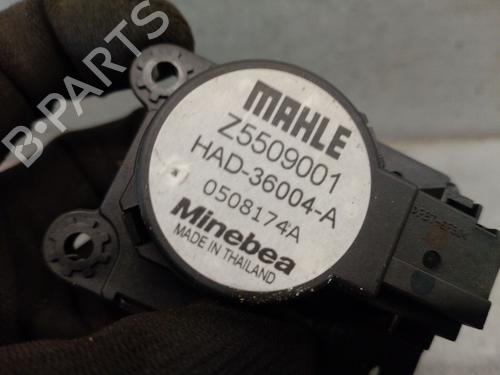 B-PARTS
MAHLE
Z5509001
HAD-36004-A
0508174A
Minebea
MADE IN THAILAND